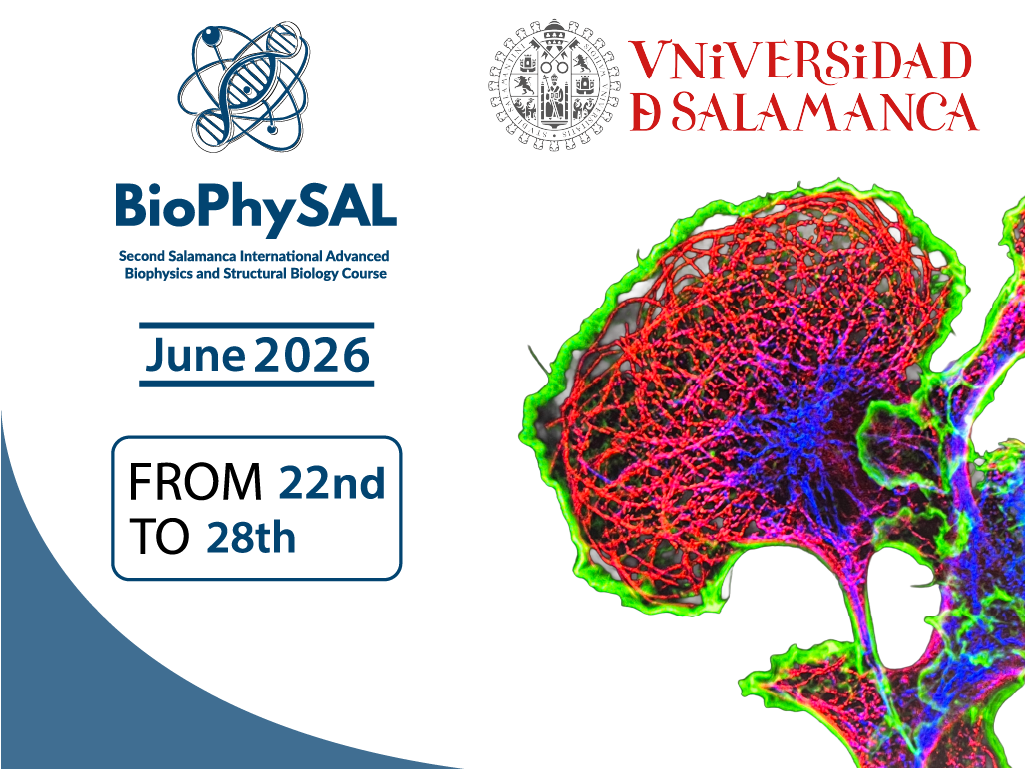 BioPhySAL
Second Salamanca International Advanced
Biophysics and Structural Biology Course
June 2026
FROM 22nd
TO 28th
VNiVERSiDAD
Ð SALAMANCA